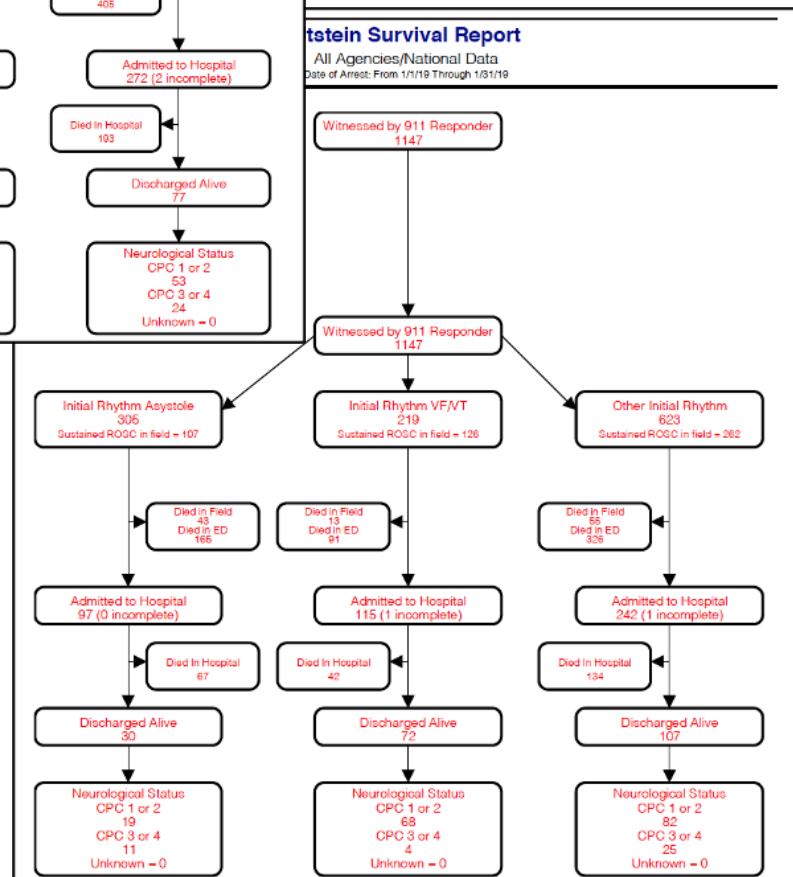 405
Admitted to Hospital
272 (2 incomplete)
Died In Hospital
193
Discharged Alive
77
Neurological Status
CPC 1 or 2
53
CPC 3 or 4
24
Unknown = 0
tstein Survival Report
All Agencies/National Data
Date of Arrest: From 1/1/19 Through 1/31/19
Witnessed by 911 Responder
1147
Witnessed by 911 Responder
1147
Initial Rhythm Asystole
305
Sustained ROSC in field = 107
Initial Rhythm VF/VT
219
Sustained ROSC in field = 126
Other Initial Rhythm
623
Sustained ROSC in field = 262
Died in Field
43
Died in ED
165
Died in Field
13
Died in ED
91
Died in Field
55
Died in ED
326
Admitted to Hospital
97 (0 incomplete)
Admitted to Hospital
115 (1 incomplete)
Admitted to Hospital
242 (1 incomplete)
Died In Hospital
67
Died In Hospital
42
Died In Hospital
134
Discharged Alive
30
Discharged Alive
72
Discharged Alive
107
Neurological Status
CPC 1 or 2
19
CPC 3 or 4
11
Unknown = 0
Neurological Status
CPC 1 or 2
68
CPC 3 or 4
4
Unknown = 0
Neurological Status
CPC 1 or 2
82
CPC 3 or 4
25
Unknown = 0